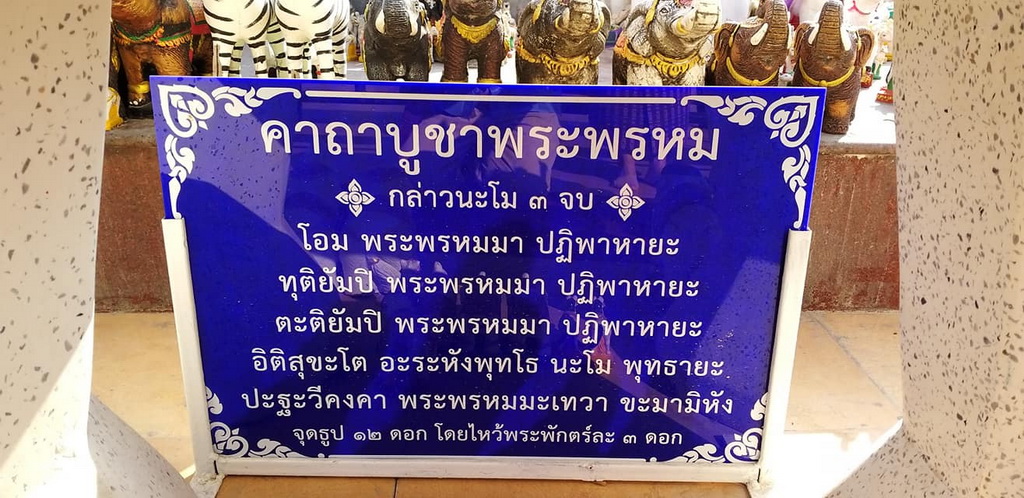 คาถาบูชาพระพรหม
กล่าวนะโม ๓ จบ
โอม พระพรหมมา ปฏิพาหายะ
ทุติยัมปิ พระพรหมมา ปฏิพาหายะ
ตะติยัมปิ พระพรหมมา ปฏิพาหายะ
อิติสุขะโต อะระหังพุทโธ นะโม พุทธายะ
ปะฐะวีคงคา พระพรหมมะเทวา ขะมามิหัง
จุดธูป ๑๒ ดอก โดยไหว้พระพักตร์ละ ๓ ดอก